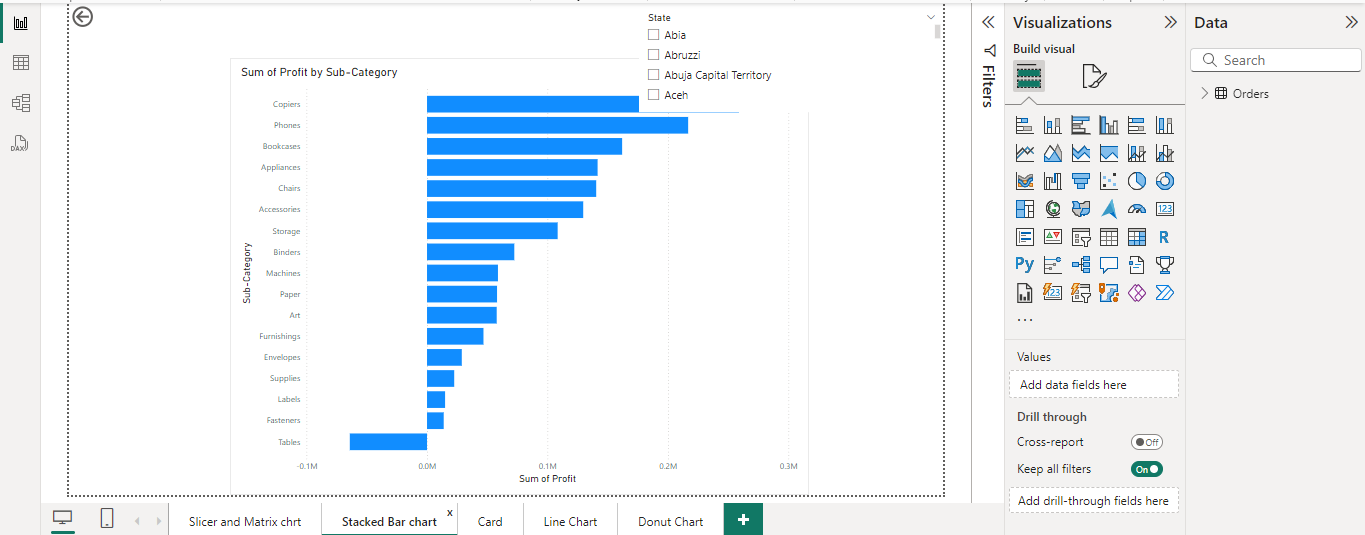 State
Abia
Abruzzi
Abuja Capital Territory
Aceh
Sum of Profit by Sub-Category
Sub-Category
Copiers
Phones
Bookcases
Appliances
Chairs
Accessories
Storage
Binders
Machines
Paper
Art
Furnishings
Envelopes
Supplies
Labels
Fasteners
Tables
-0.1M 0.0M 0.1M 0.2M 0.3M
Sum of Profit
Slicer and Matrix chrt
Stacked Bar chart x
Card
Line Chart
Donut Chart
+
DAX
Filters
Visualizations
Build visual
123
R
Py
123
...
Values
Add data fields here
Drill through
Cross-report Off
Keep all filters On
Add drill-through fields here
Data
Search
Orders